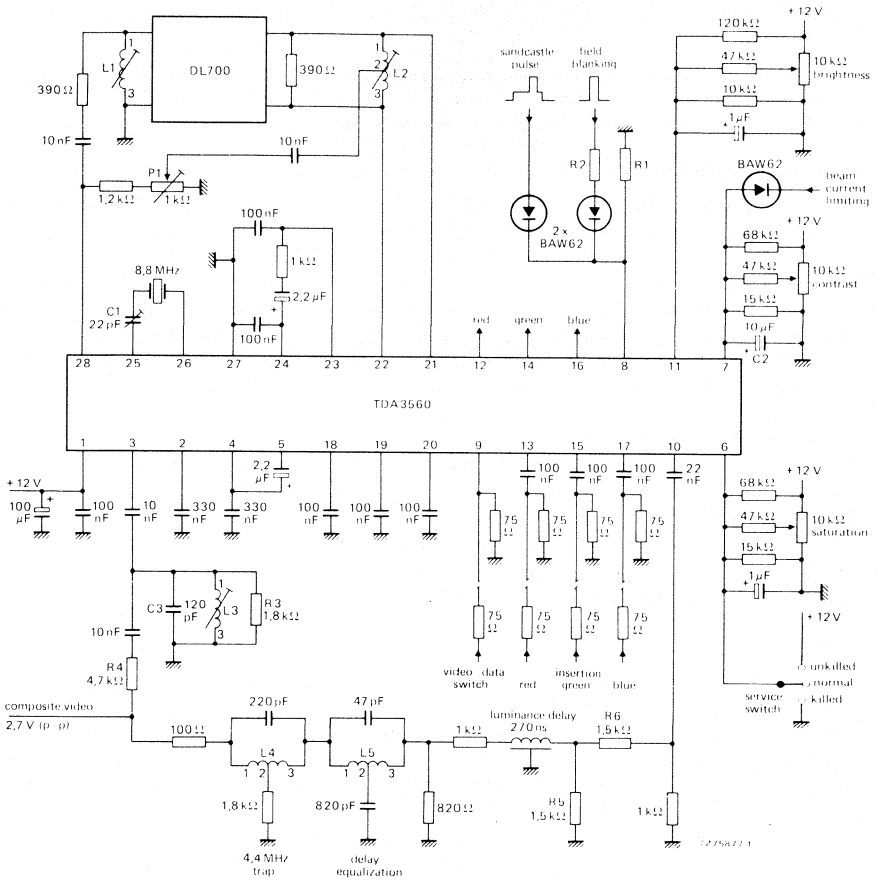 + 12 V
120 kΩ
sandcastle pulse
field blanking
1
L1
3
DL700
390 Ω
1
2
3
L2
47 kΩ
10 kΩ
brightness
10 kΩ
+ 1 µF
390 Ω
10 nF
10 nF
R2
R1
P1
1,2 kΩ
1 kΩ
BAW62
beam current limiting
100 nF
2 x BAW62
+ 12 V
68 kΩ
1 kΩ
47 kΩ
10 kΩ
contrast
8,8 MHz
2,2 µF
+
15 kΩ
C1
22 pF
100 nF
red
green
blue
10 µF
+ C2
28
25
26
27
24
23
22
21
12
14
16
8
11
7
TDA3560
1
3
2
4
5
18
19
20
9
13
15
17
10
6
+ 12 V
+
100 µF
100 nF
10 nF
330 nF
330 nF
2,2 µF
+
100 nF
100 nF
100 nF
100 nF
100 nF
100 nF
22 nF
75 Ω
75 Ω
75 Ω
75 Ω
+ 12 V
68 kΩ
47 kΩ
10 kΩ
saturation
15 kΩ
+ 1 µF
C3
120 pF
1
L3
3
R3
1,8 kΩ
75 Ω
75 Ω
75 Ω
75 Ω
+ 12 V
10 nF
R4
4,7 kΩ
video - data switch
red
insertion green
blue
unkilled
normal
killed
service switch
composite video
2,7 V (p - p)
220 pF
47 pF
luminance delay
270 ns
R6
1,5 kΩ
100 Ω
L4
1 2 3
L5
1 2 3
1 kΩ
1,8 kΩ
820 pF
820 Ω
R5
1,5 kΩ
1 kΩ
4,4 MHz trap
delay equalization